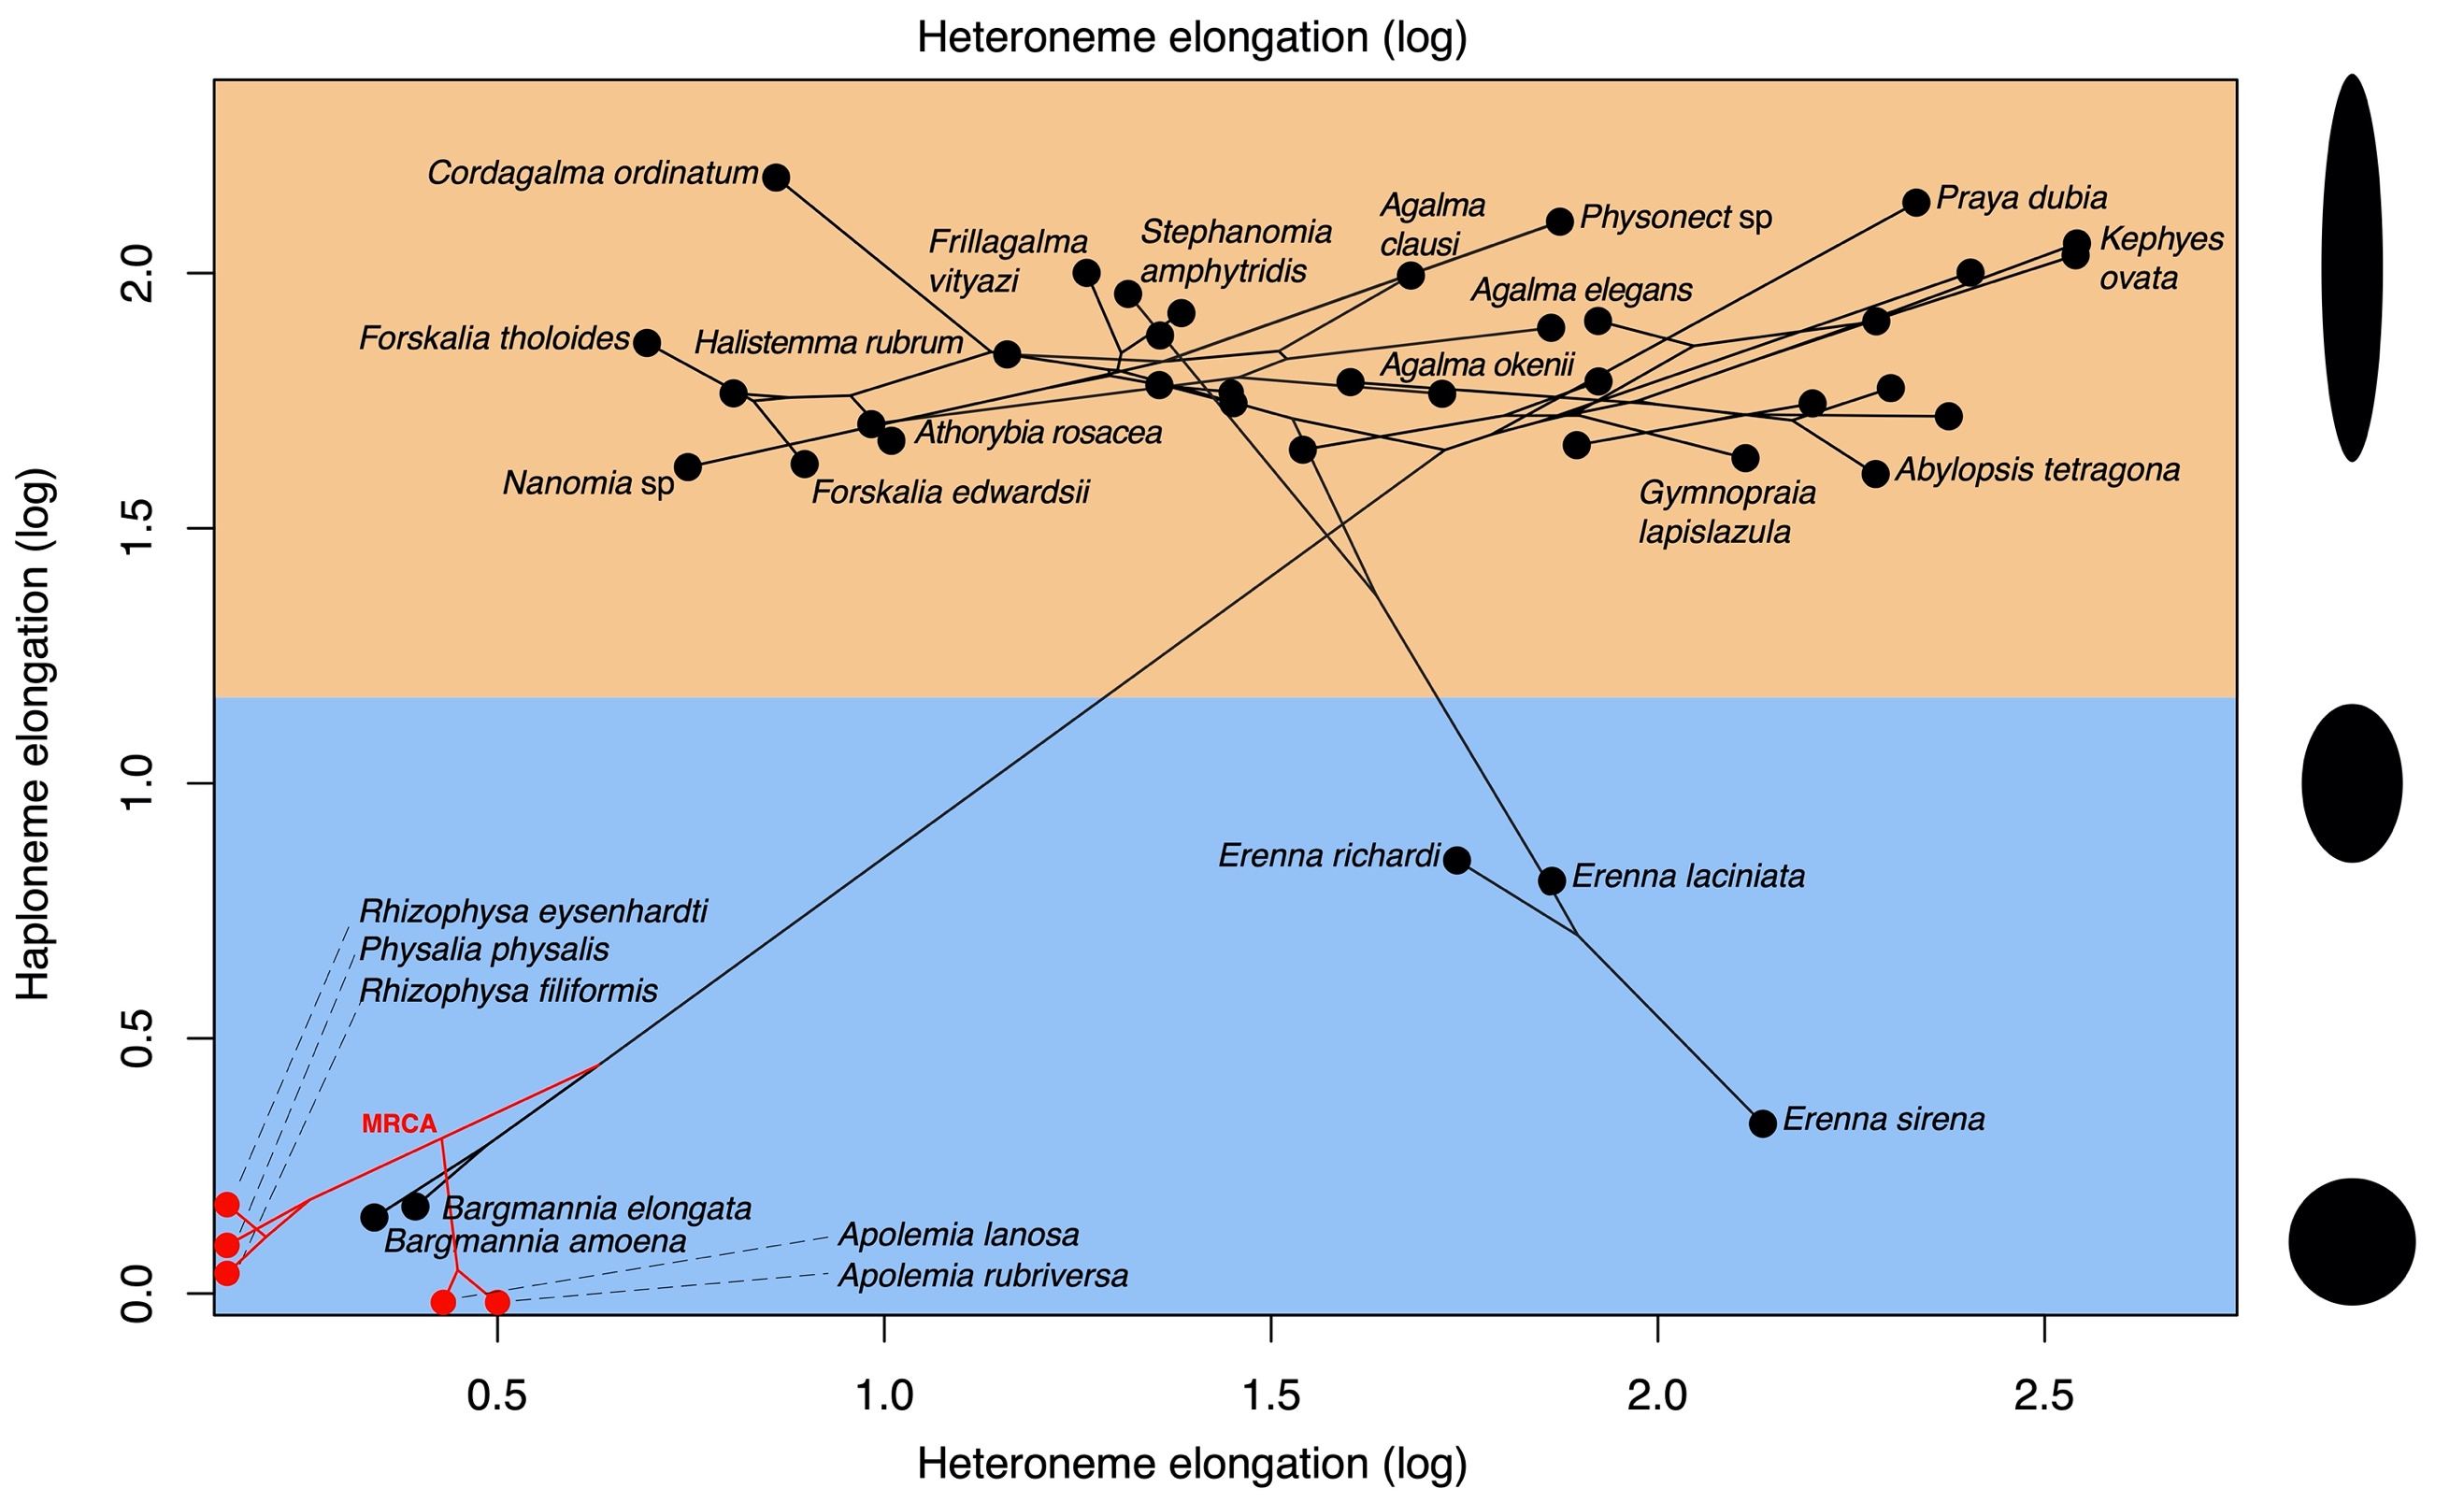 Heteroneme elongation (log)
Cordagalma ordinatum
Frillagalma
vityazi
Stephanomia
amphytridis
Agalma
clausi
Physonect sp
Praya dubia
Kephyes
ovata
Agalma elegans
Forskalia tholoides
Halistemma rubrum
Agalma okenii
Athorybia rosacea
Nanomia sp
Forskalia edwardsii
Gymnopraia
lapislazula
Abylopsis tetragona
Erenna richardi
Erenna laciniata
Rhizophysa eysenhardti
Physalia physalis
Rhizophysa filiformis
MRCA
Erenna sirena
Bargmannia elongata
Bargmannia amoena
Apolemia lanosa
Apolemia rubriversa
Haploneme elongation (log)
2.0
1.5
1.0
0.5
0.0
0.5
1.0
1.5
2.0
2.5
Heteroneme elongation (log)